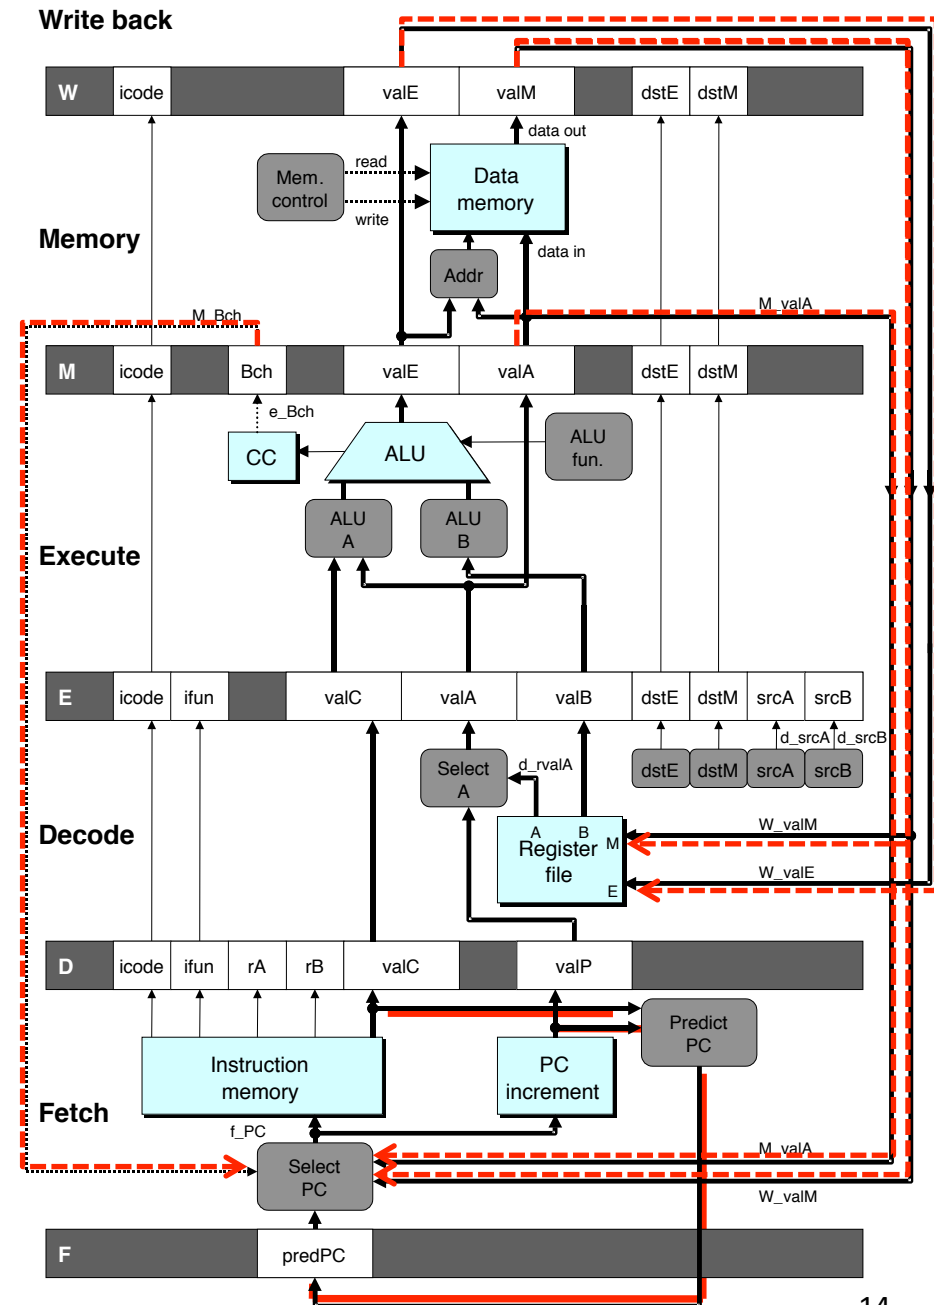 Write back
W
icode
valE
valM
dstE
dstM
data out
read
Mem.
control
Data
memory
write
Memory
data in
Addr
M_Bch
M_valA
M
icode
Bch
valE
valA
dstE
dstM
e_Bch
CC
ALU
ALU
fun.
ALU
A
ALU
B
Execute
E
icode
ifun
valC
valA
valB
dstE
dstM
srcA
srcB
d_srcA
d_srcB
Select
A
d_rvalA
dstE
dstM
srcA
srcB
Decode
A
B
M
Register
file
E
W_valM
W_valE
D
icode
ifun
rA
rB
valC
valP
Predict
PC
Instruction
memory
PC
increment
Fetch
f_PC
Select
PC
M_valA
W_valM
F
predPC
14